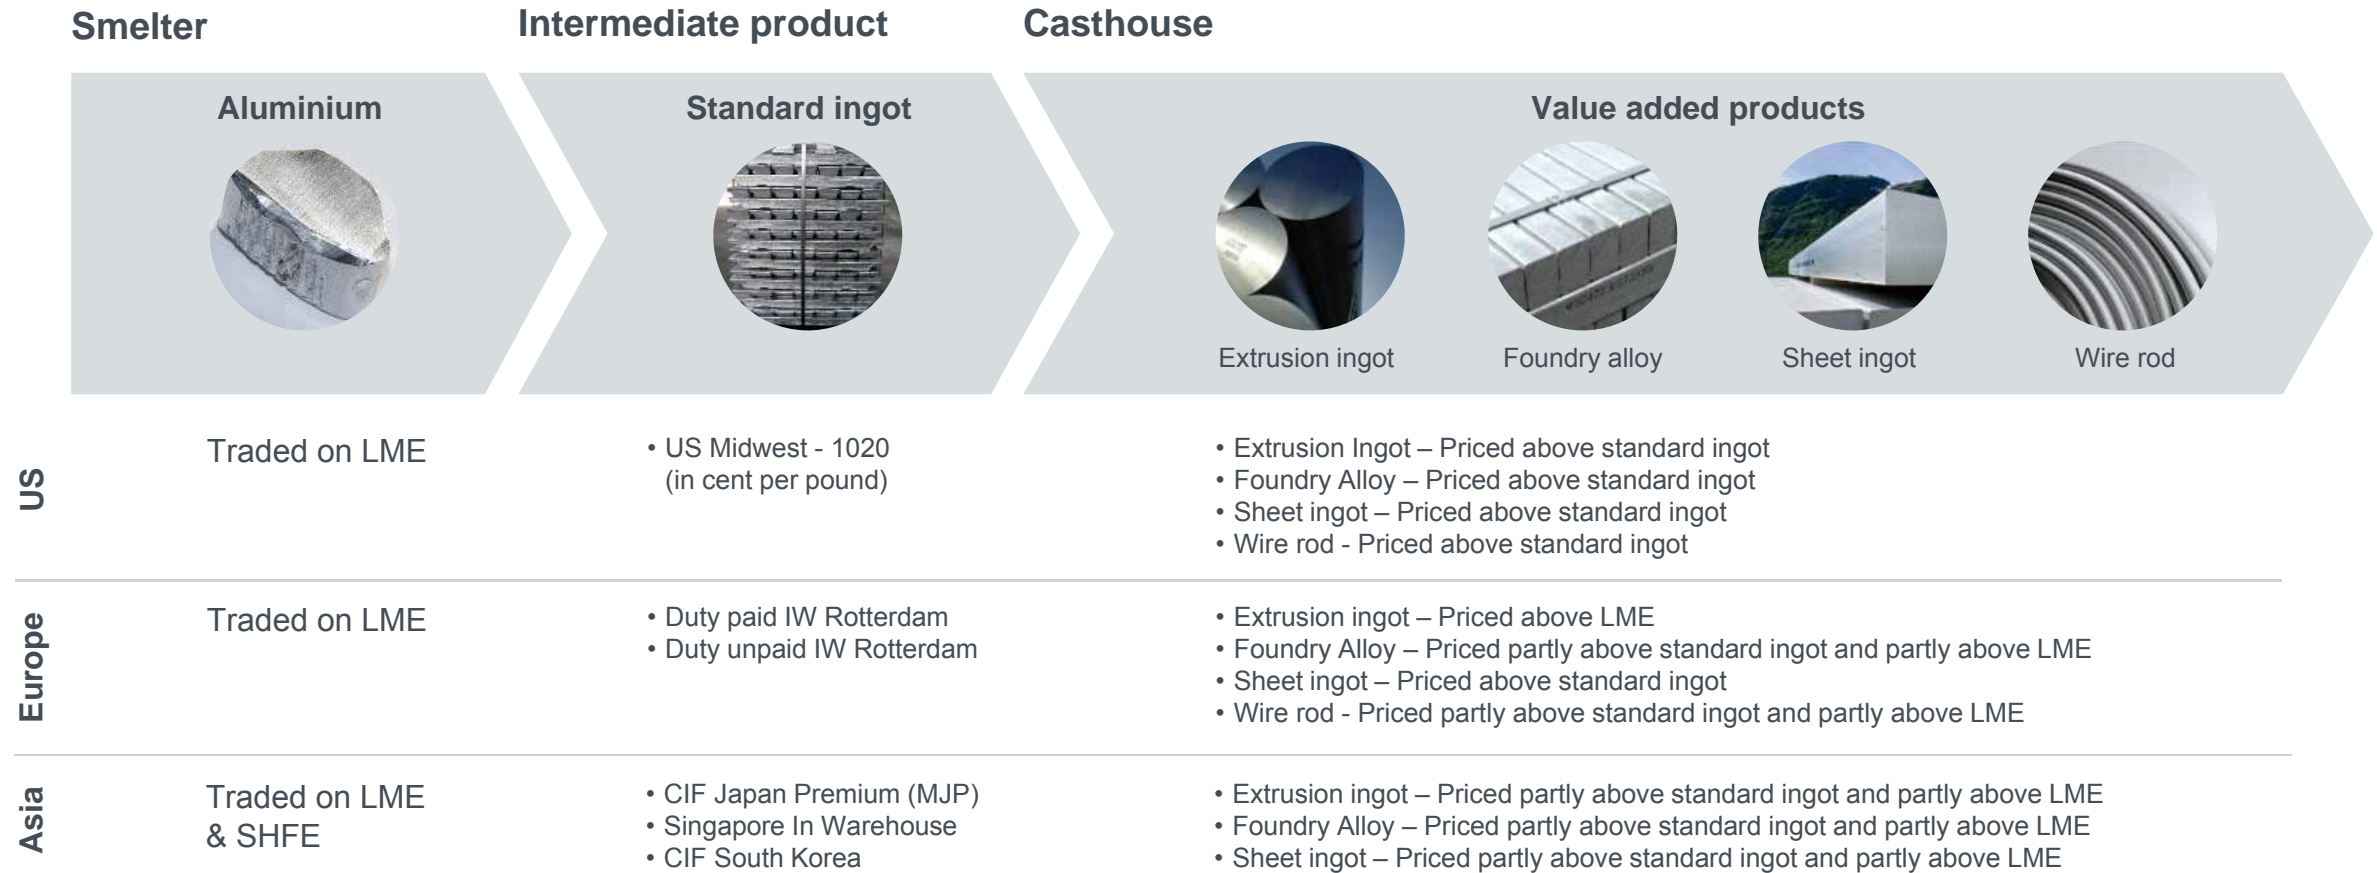 Smelter
Intermediate product
Casthouse
Aluminium
Standard ingot
Value added products
Extrusion ingot
Foundry alloy
Sheet ingot
Wire rod
US
Traded on LME
• US Midwest - 1020
(in cent per pound)
• Extrusion Ingot – Priced above standard ingot
• Foundry Alloy – Priced above standard ingot
• Sheet ingot – Priced above standard ingot
• Wire rod - Priced above standard ingot
Europe
Traded on LME
• Duty paid IW Rotterdam
• Duty unpaid IW Rotterdam
• Extrusion ingot – Priced above LME
• Foundry Alloy – Priced partly above standard ingot and partly above LME
• Sheet ingot – Priced above standard ingot
• Wire rod - Priced partly above standard ingot and partly above LME
Asia
Traded on LME
& SHFE
• CIF Japan Premium (MJP)
• Singapore In Warehouse
• CIF South Korea
• Extrusion ingot – Priced partly above standard ingot and partly above LME
• Foundry Alloy – Priced partly above standard ingot and partly above LME
• Sheet ingot – Priced partly above standard ingot and partly above LME